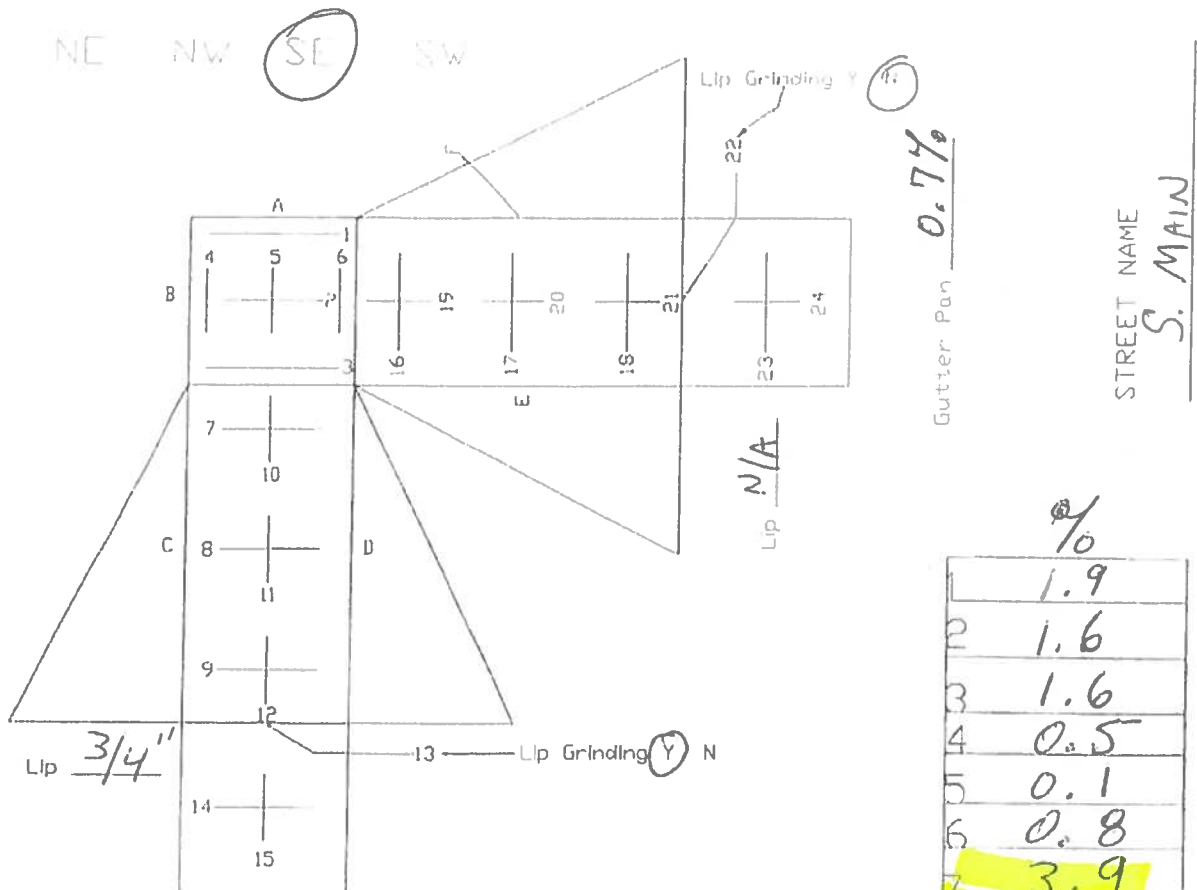 NE NW SE SW
Lip Grinding Y N
22
Gutter Pan 0.7%
STREET NAME
S. MAIN
A
1
4 5 6
B
2
19 20 21 24
3
16 17 18 23
E
7
10
Lip N/A
C 8 D
11
9
12
Lip 3/4"
13 Lip Grinding Y N
14
15
%
1 1.9
2 1.6
3 1.6
4 0.5
5 0.1
6 0.8
7 3.9